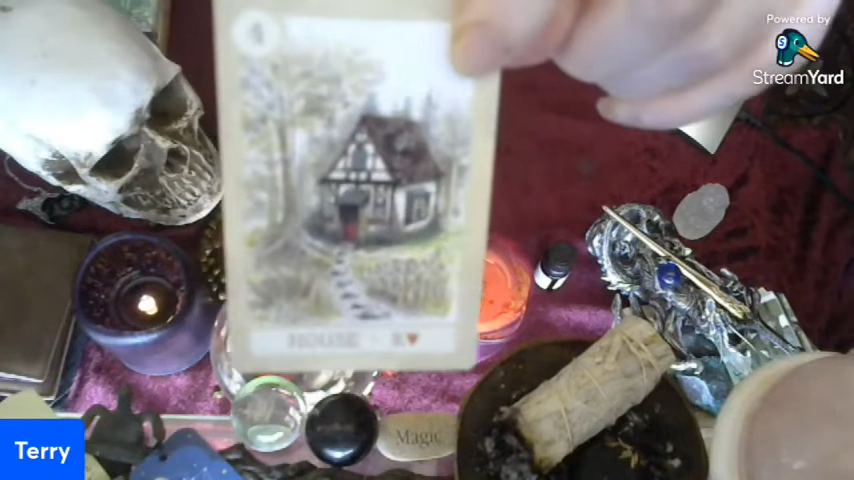 Powered by
S
StreamYard
4
HOUSE - K♥
Magic
Terry